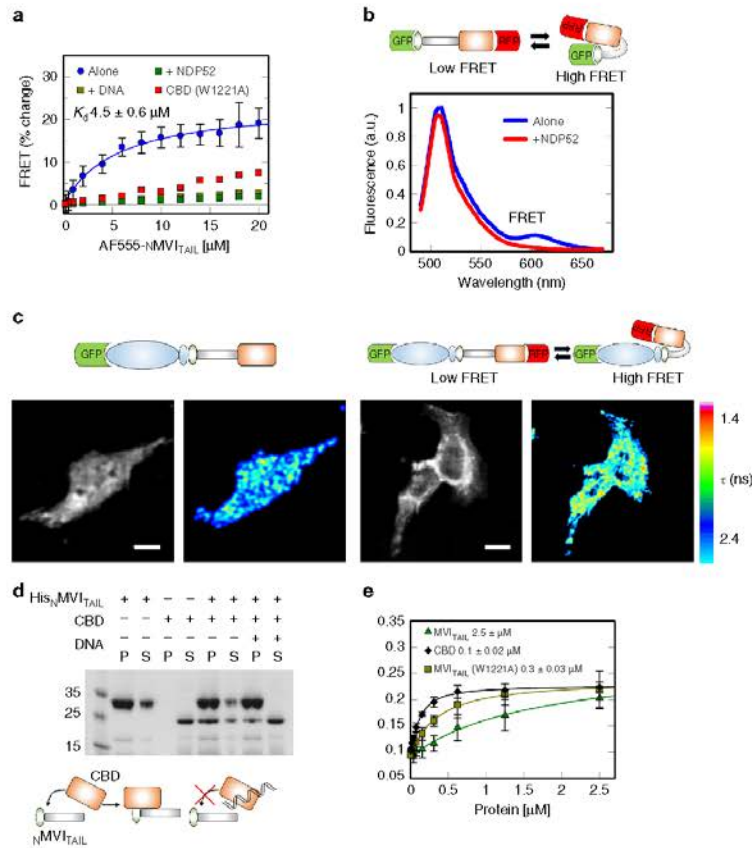 a
FRET (% change)
30
20
10
0
Alone
+ NDP52
+ DNA
CBD (W1221A)
Kd 4.5 ± 0.6 µM
0 5 10 15 20
AF555-NMVITAIL [µM]
b
GFP
RFP
GFP
Low FRET
High FRET
Fluorescence (a.u.)
1
0.8
0.6
0.4
0.2
0
Alone
+NDP52
FRET
500 550 600 650
Wavelength (nm)
c
GFP
GFP
RFP
GFP
Low FRET
High FRET
1.4
τ (ns)
2.4
d
HisNMVITAIL + + − − + + + +
CBD − − + + + + + +
DNA − − − − − − + +
P S P S P S P S
35
25
15
CBD
NMVITAIL
e
0.3
0.25
0.2
0.15
0.1
0.05
MVITAIL 2.5 ± µM
CBD 0.1 ± 0.02 µM
MVITAIL (W1221A) 0.3 ± 0.03 µM
0 0.5 1 1.5 2 2.5
Protein [µM]